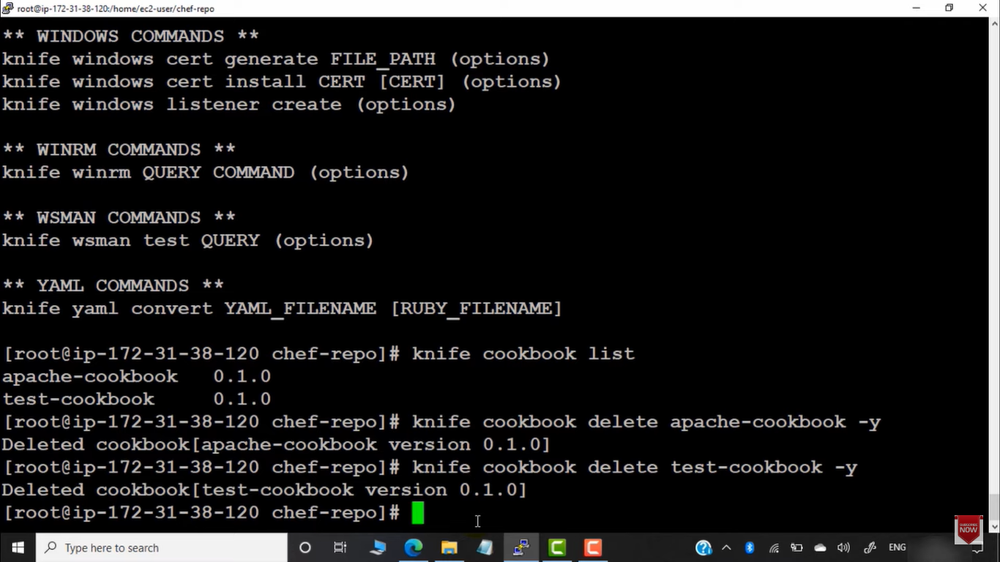 root@ip-172-31-38-120:/home/ec2-user/chef-repo
** WINDOWS COMMANDS **
knife windows cert generate FILE_PATH (options)
knife windows cert install CERT [CERT] (options)
knife windows listener create (options)
** WINRM COMMANDS **
knife winrm QUERY COMMAND (options)
** WSMAN COMMANDS **
knife wsman test QUERY (options)
** YAML COMMANDS **
knife yaml convert YAML_FILENAME [RUBY_FILENAME]
[root@ip-172-31-38-120 chef-repo]# knife cookbook list
apache-cookbook   0.1.0
test-cookbook     0.1.0
[root@ip-172-31-38-120 chef-repo]# knife cookbook delete apache-cookbook -y
Deleted cookbook[apache-cookbook version 0.1.0]
[root@ip-172-31-38-120 chef-repo]# knife cookbook delete test-cookbook -y
Deleted cookbook[test-cookbook version 0.1.0]
[root@ip-172-31-38-120 chef-repo]#
SUBSCRIBE
NOW
Type here to search
ENG